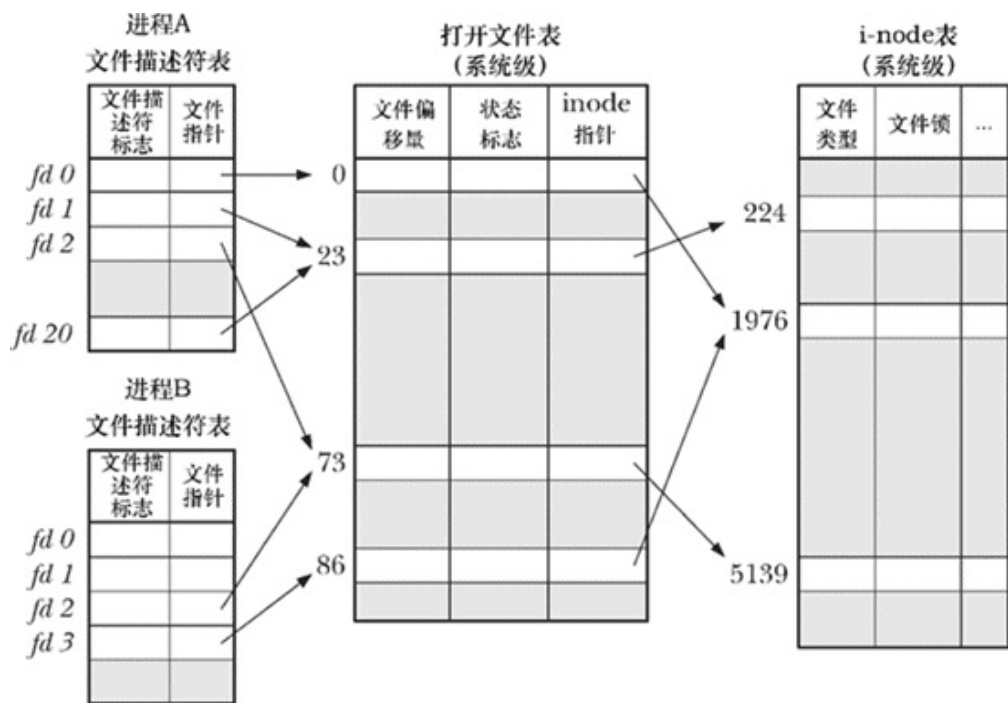 进程A
文件描述符表
文件描
述符
标志
文件
指针
fd 0
fd 1
fd 2
fd 20
进程B
文件描述符表
文件描
述符
标志
文件
指针
fd 0
fd 1
fd 2
fd 3
打开文件表
(系统级)
文件偏
移量
状态
标志
inode
指针
0
23
73
86
i-node表
(系统级)
文件
类型
文件锁
...
224
1976
5139